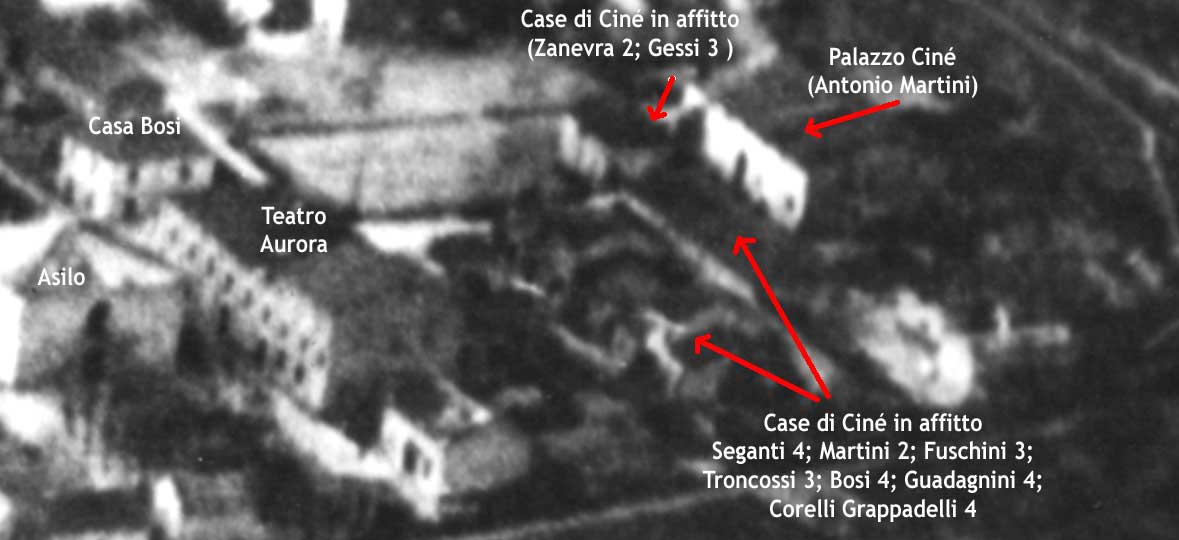 Case di Ciné in affitto
(Zanevra 2; Gessi 3 )
Palazzo Ciné
(Antonio Martini)
Casa Bosi
Teatro
Aurora
Asilo
Case di Ciné in affitto
Seganti 4; Martini 2; Fuschini 3;
Troncossi 3; Bosi 4; Guadagnini 4;
Corelli Grappadelli 4